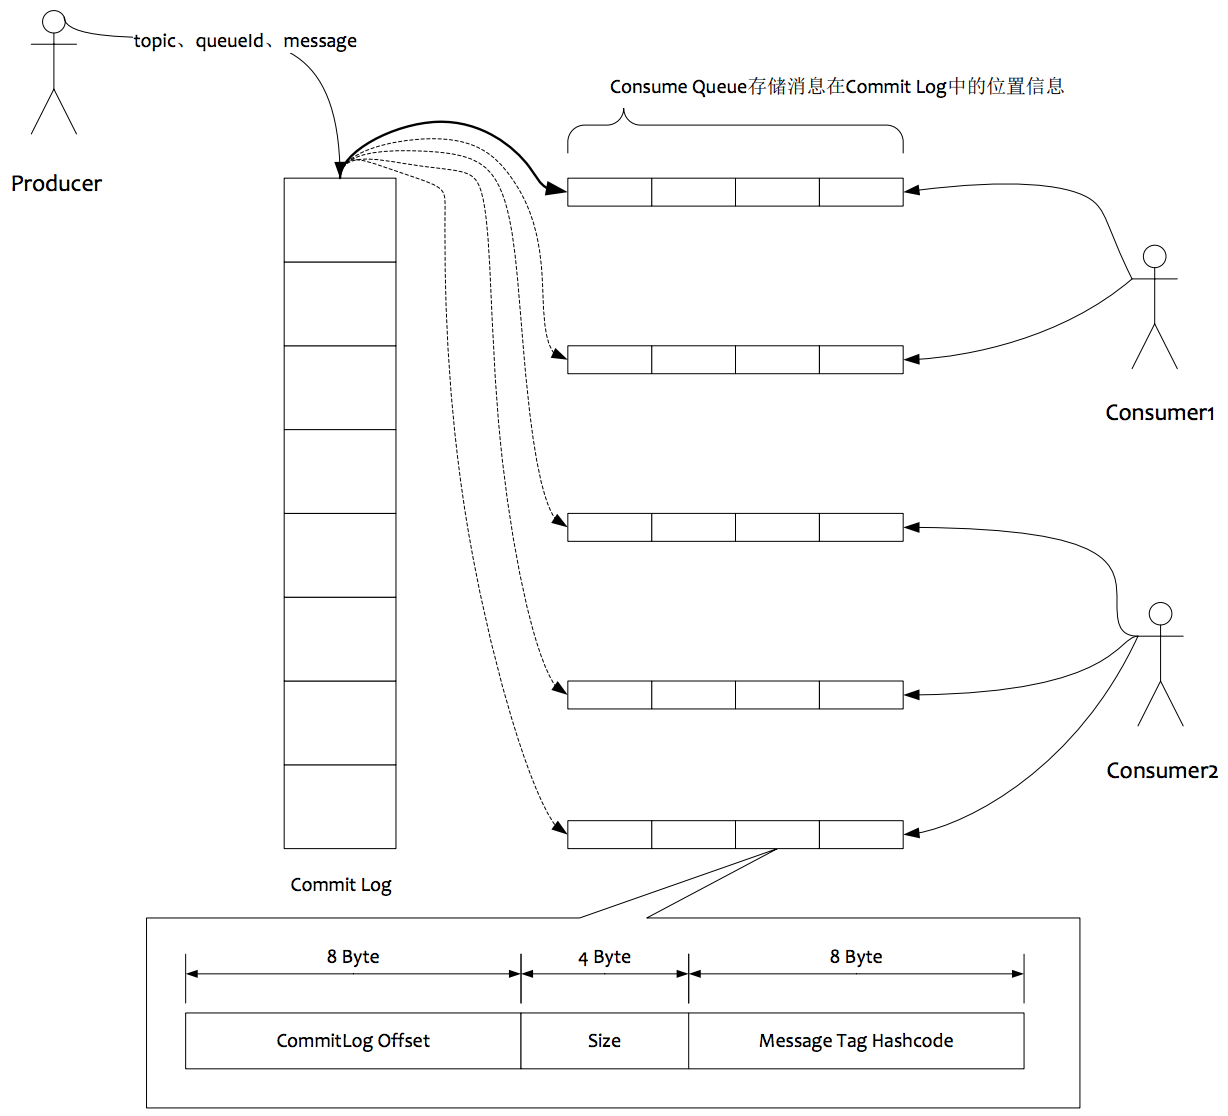 topic、queueId、message
Consume Queue存储消息在Commit Log中的位置信息
Producer
Consumer1
Consumer2
Commit Log
8 Byte
4 Byte
8 Byte
CommitLog Offset
Size
Message Tag Hashcode